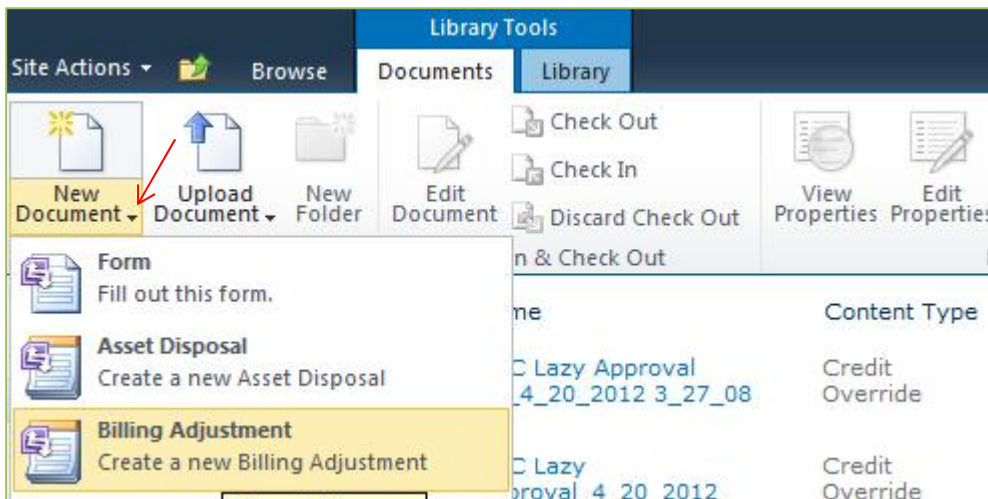 Library Tools
Site Actions
Browse
Documents
Library
New Document
Upload Document
New Folder
Edit Document
Check Out
Check In
Discard Check Out
View Properties
Edit
n & Check Out
Form
Fill out this form.
Asset Disposal
Create a new Asset Disposal
Billing Adjustment
Create a new Billing Adjustment
me
Content Type
C Lazy Approval
_4_20_2012 3_27_08
Credit
Override
C Lazy
proval_4_20_2012
Credit
Override